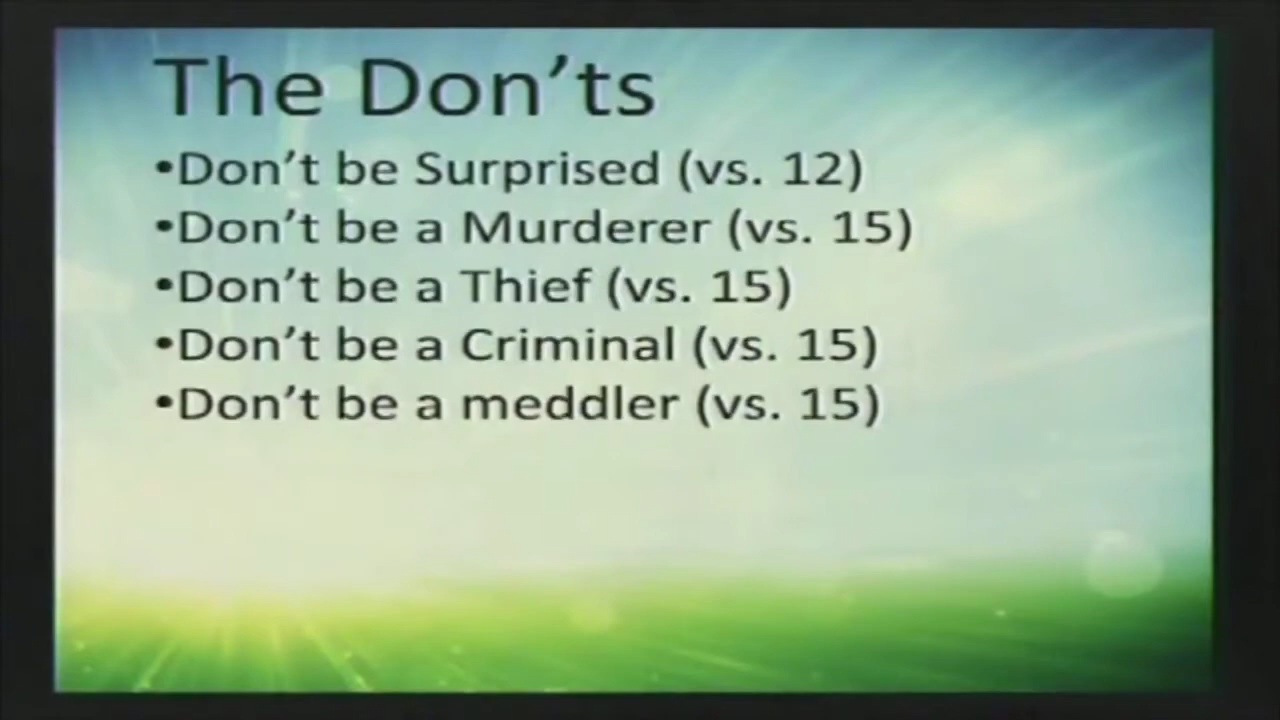 The Don'ts
•Don't be Surprised (vs. 12)
•Don't be a Murderer (vs. 15)
•Don't be a Thief (vs. 15)
•Don't be a Criminal (vs. 15)
•Don't be a meddler (vs. 15)